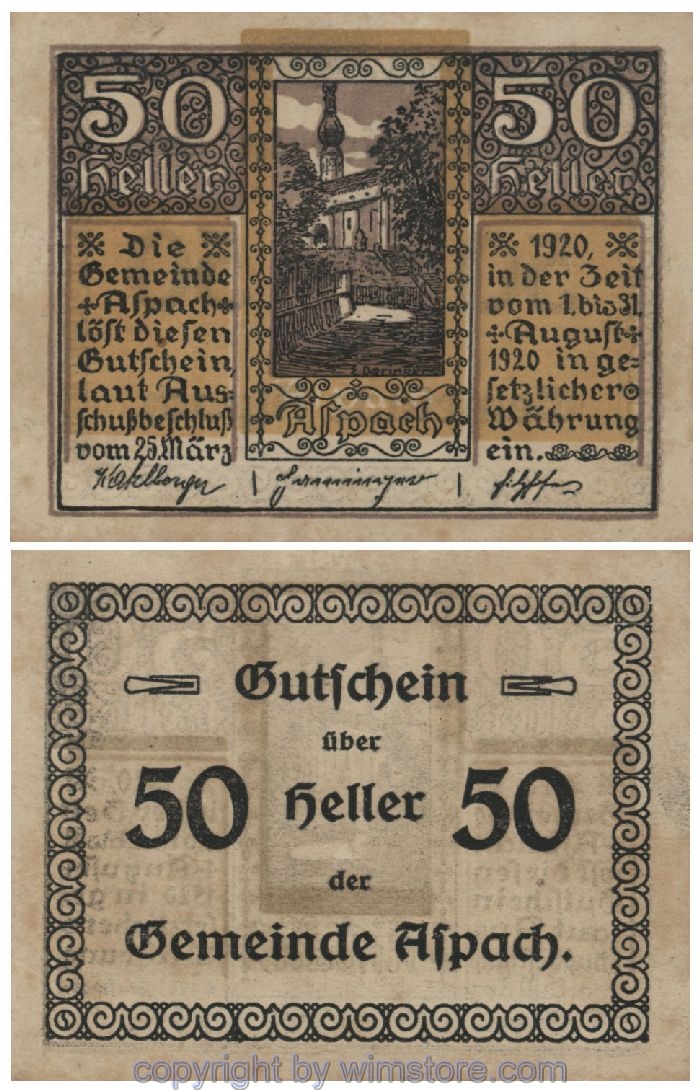 50
Heller
50
Heller
Die
Gemeinde
Aſpach
löſt dieſen
Gutſchein,
laut Aus-
ſchußbeſchluß
vom 25. März
E. Daringer
Aſpach
1920,
in der Zeit
vom 1. bis 31.
August
1920 in ge-
ſetzlicher
Währung
ein.
Gutſchein
über
50 Heller 50
der
Gemeinde Aſpach.
copyright by wimstore.com